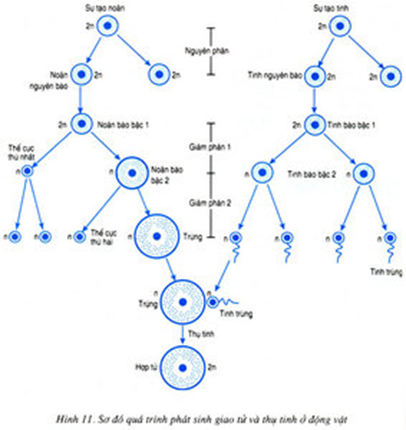 Sự tạo noãn
Sự tạo tinh
2n
2n
Nguyên phân
Noãn
nguyên bào
2n
2n
Tinh nguyên bào
2n
2n
2n
Noãn bào bậc 1
2n
Tinh bào bậc 1
Thể cực
thứ nhất
Giảm phân 1
n
n
Noãn bào
bậc 2
n
Tinh bào bậc 2
n
Giảm phân 2
n
n
n
Thể cực
thứ hai
n
Trứng
n
n
n
n
Tinh trùng
n
Trứng
n
Tinh trùng
Thụ tinh
Hợp tử
2n
Hình 11. Sơ đồ quá trình phát sinh giao tử và thụ tinh ở động vật